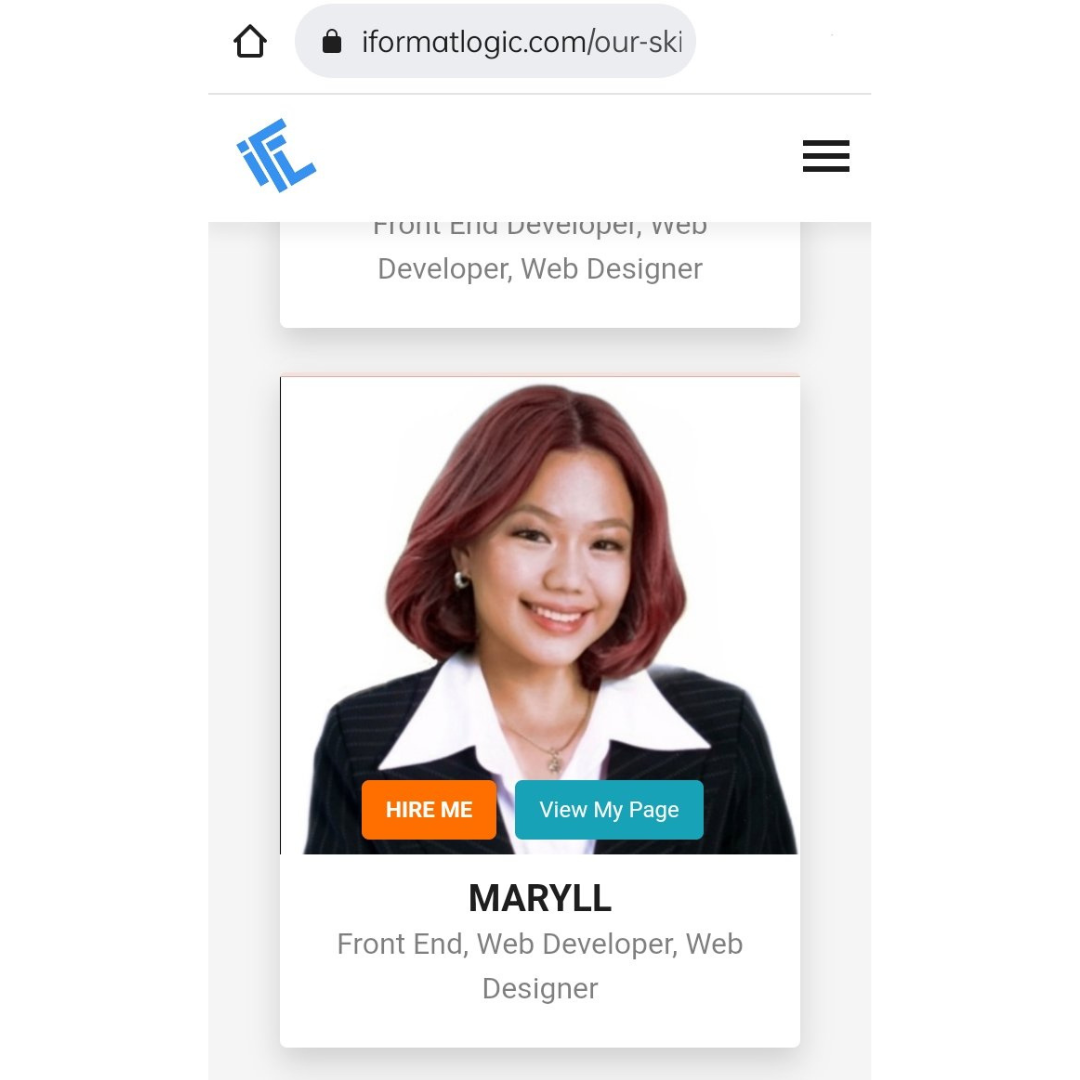 iformatlogic.com/our-ski
iFL
Front End Developer, Web
Developer, Web Designer
HIRE ME
View My Page
MARYLL
Front End, Web Developer, Web
Designer